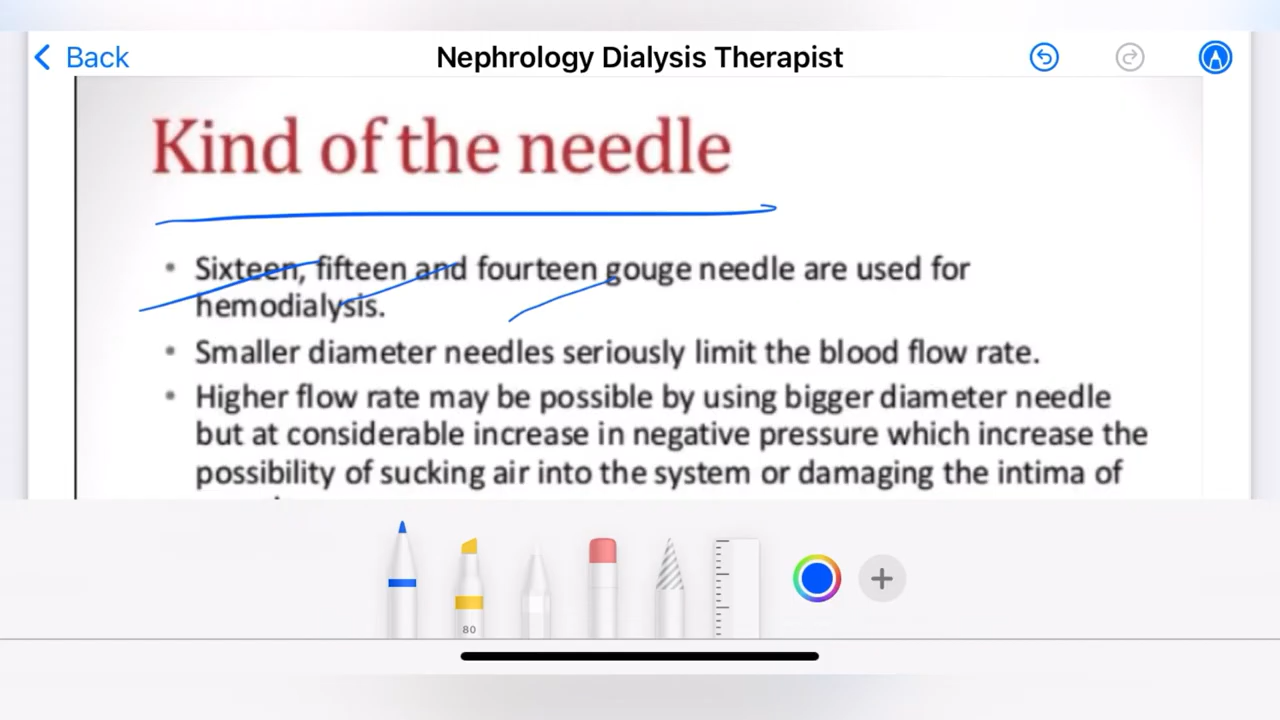 Back
Nephrology Dialysis Therapist
Kind of the needle
• Sixteen, fifteen and fourteen gouge needle are used for
hemodialysis.
• Smaller diameter needles seriously limit the blood flow rate.
• Higher flow rate may be possible by using bigger diameter needle
but at considerable increase in negative pressure which increase the
possibility of sucking air into the system or damaging the intima of
80